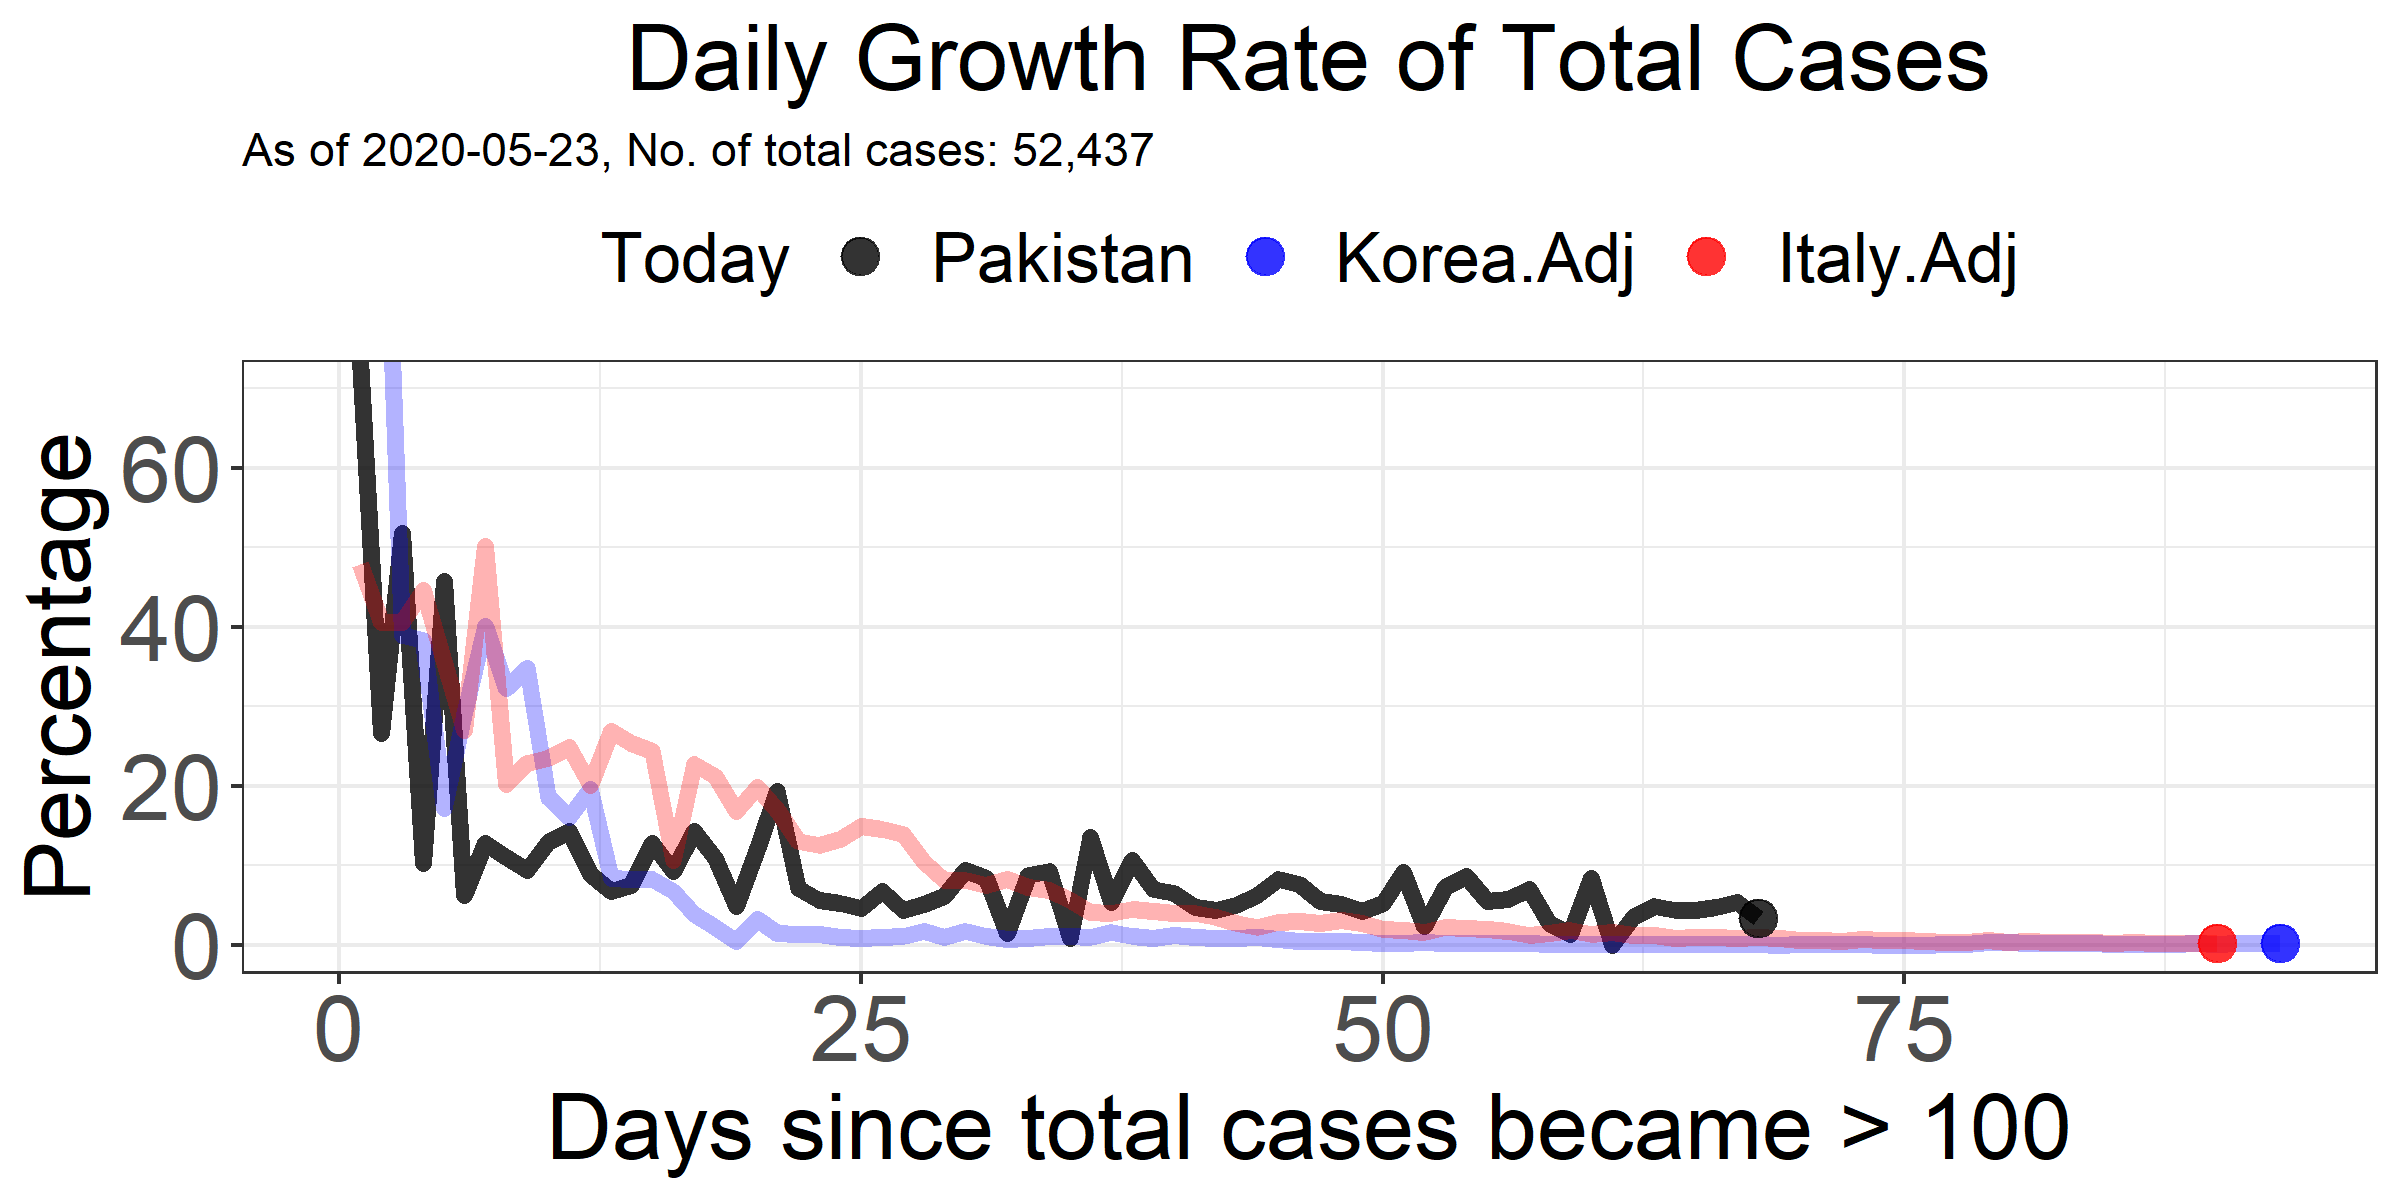 Daily Growth Rate of Total Cases
As of 2020-05-23, No. of total cases: 52,437
Today Pakistan Korea.Adj Italy.Adj
Percentage
60
40
20
0
0 25 50 75
Days since total cases became > 100